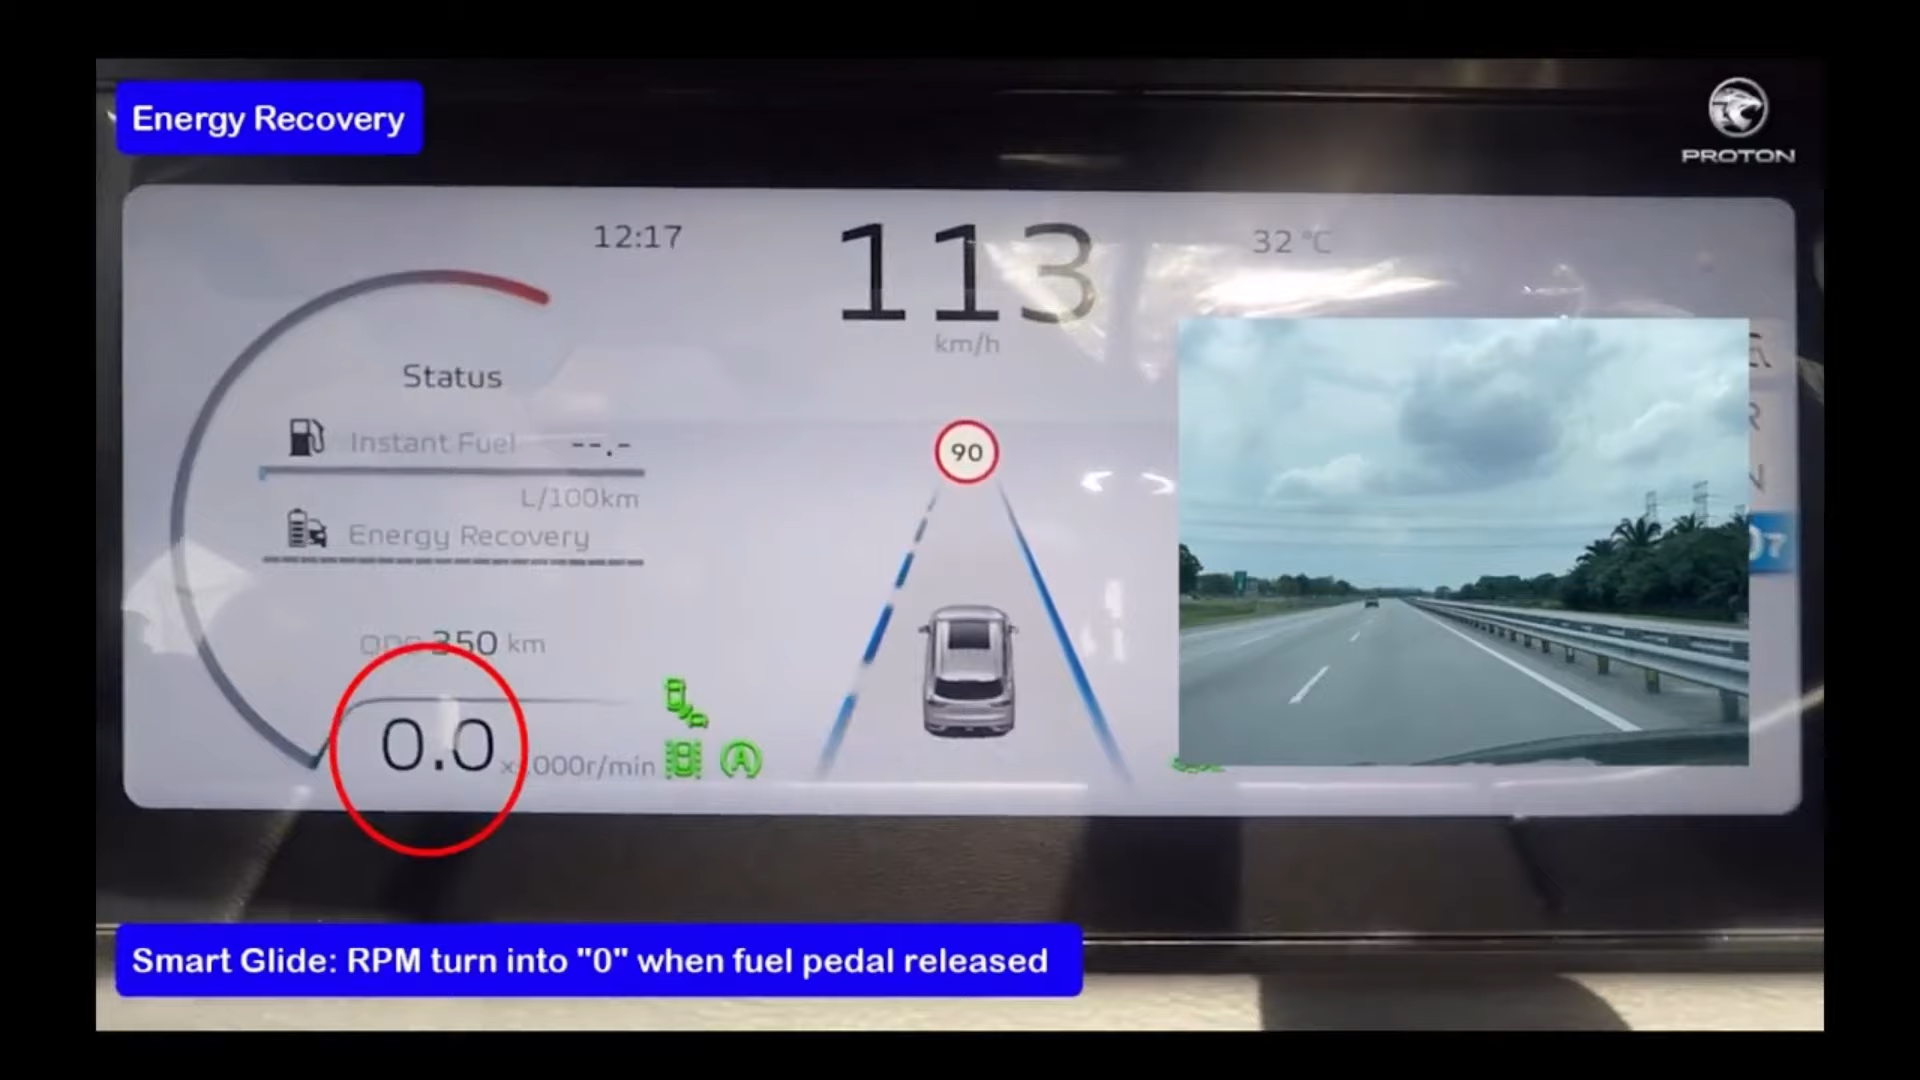 Energy Recovery
PROTON
12:17
113
32 °C
km/h
Status
Instant Fuel --.-
90
L/100km
Energy Recovery
350 km
0.0
000r/min
R
N
7
Smart Glide: RPM turn into "0" when fuel pedal released